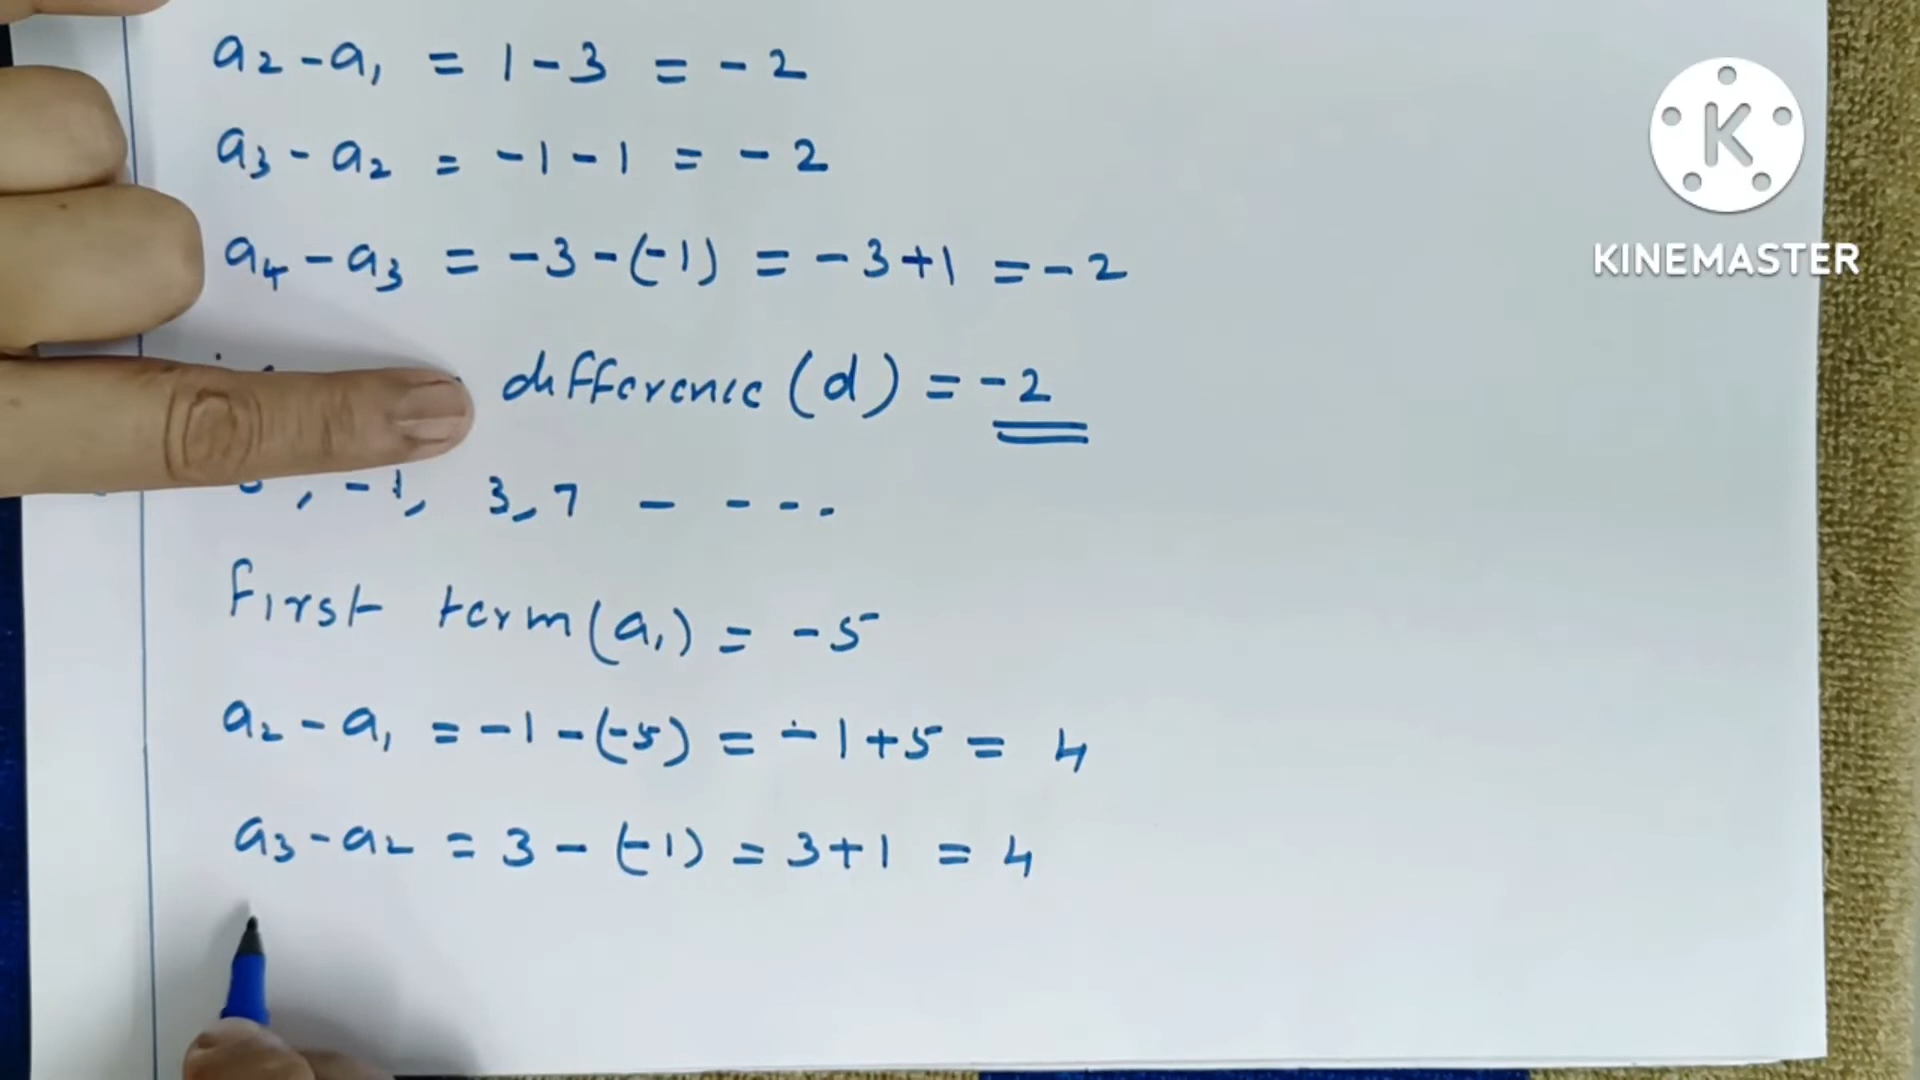 a₂ - a₁ = 1 - 3 = - 2
a₃ - a₂ = - 1 - 1 = - 2
a₄ - a₃ = - 3 - (-1) = - 3 + 1 = - 2
difference (d) = - 2
, - 1, 3, 7 - - - -
First term (a₁) = - 5
a₂ - a₁ = - 1 - (-5) = - 1 + 5 = 4
a₃ - a₂ = 3 - (-1) = 3 + 1 = 4
K
KINEMASTER